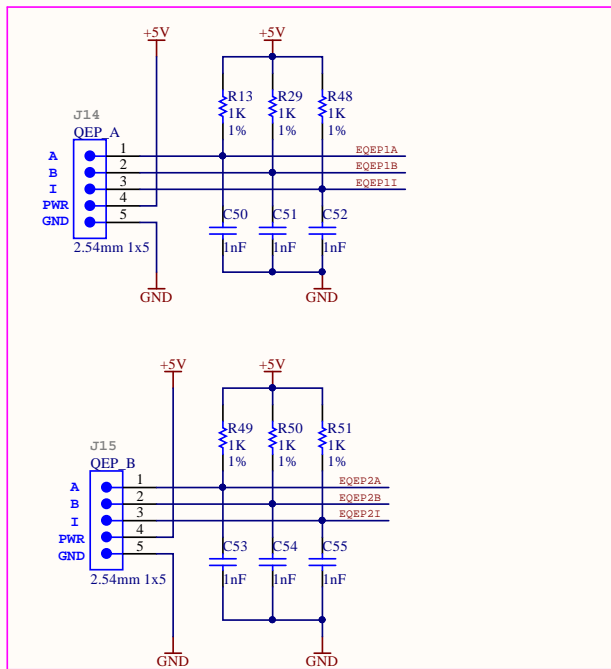 +5V
+5V
R13
R29
R48
1K
1K
1K
1%
1%
1%
J14
QEP_A
A
1
EQEP1A
B
2
EQEP1B
I
3
EQEP1I
PWR
4
GND
5
C50
C51
C52
2.54mm 1x5
1nF
1nF
1nF
GND
GND
+5V
+5V
R49
R50
R51
1K
1K
1K
1%
1%
1%
J15
QEP_B
A
1
EQEP2A
B
2
EQEP2B
I
3
EQEP2I
PWR
4
GND
5
C53
C54
C55
2.54mm 1x5
1nF
1nF
1nF
GND
GND